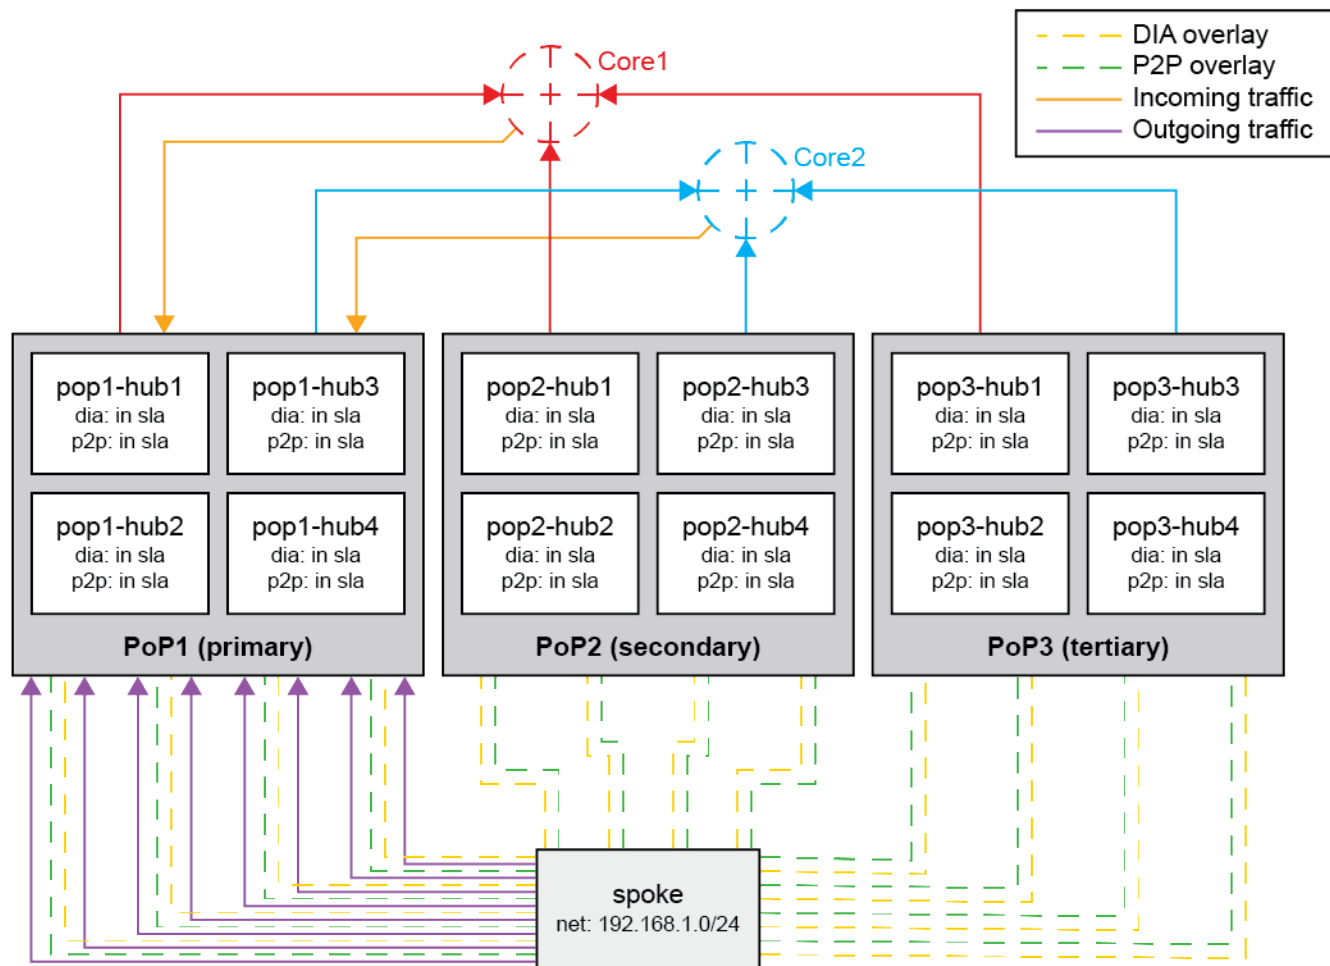 DIA overlay
P2P overlay
Incoming traffic
Outgoing traffic
Core1
Core2
pop1-hub1
dia: in sla
p2p: in sla
pop1-hub3
dia: in sla
p2p: in sla
pop1-hub2
dia: in sla
p2p: in sla
pop1-hub4
dia: in sla
p2p: in sla
PoP1 (primary)
pop2-hub1
dia: in sla
p2p: in sla
pop2-hub3
dia: in sla
p2p: in sla
pop2-hub2
dia: in sla
p2p: in sla
pop2-hub4
dia: in sla
p2p: in sla
PoP2 (secondary)
pop3-hub1
dia: in sla
p2p: in sla
pop3-hub3
dia: in sla
p2p: in sla
pop3-hub2
dia: in sla
p2p: in sla
pop3-hub4
dia: in sla
p2p: in sla
PoP3 (tertiary)
spoke
net: 192.168.1.0/24